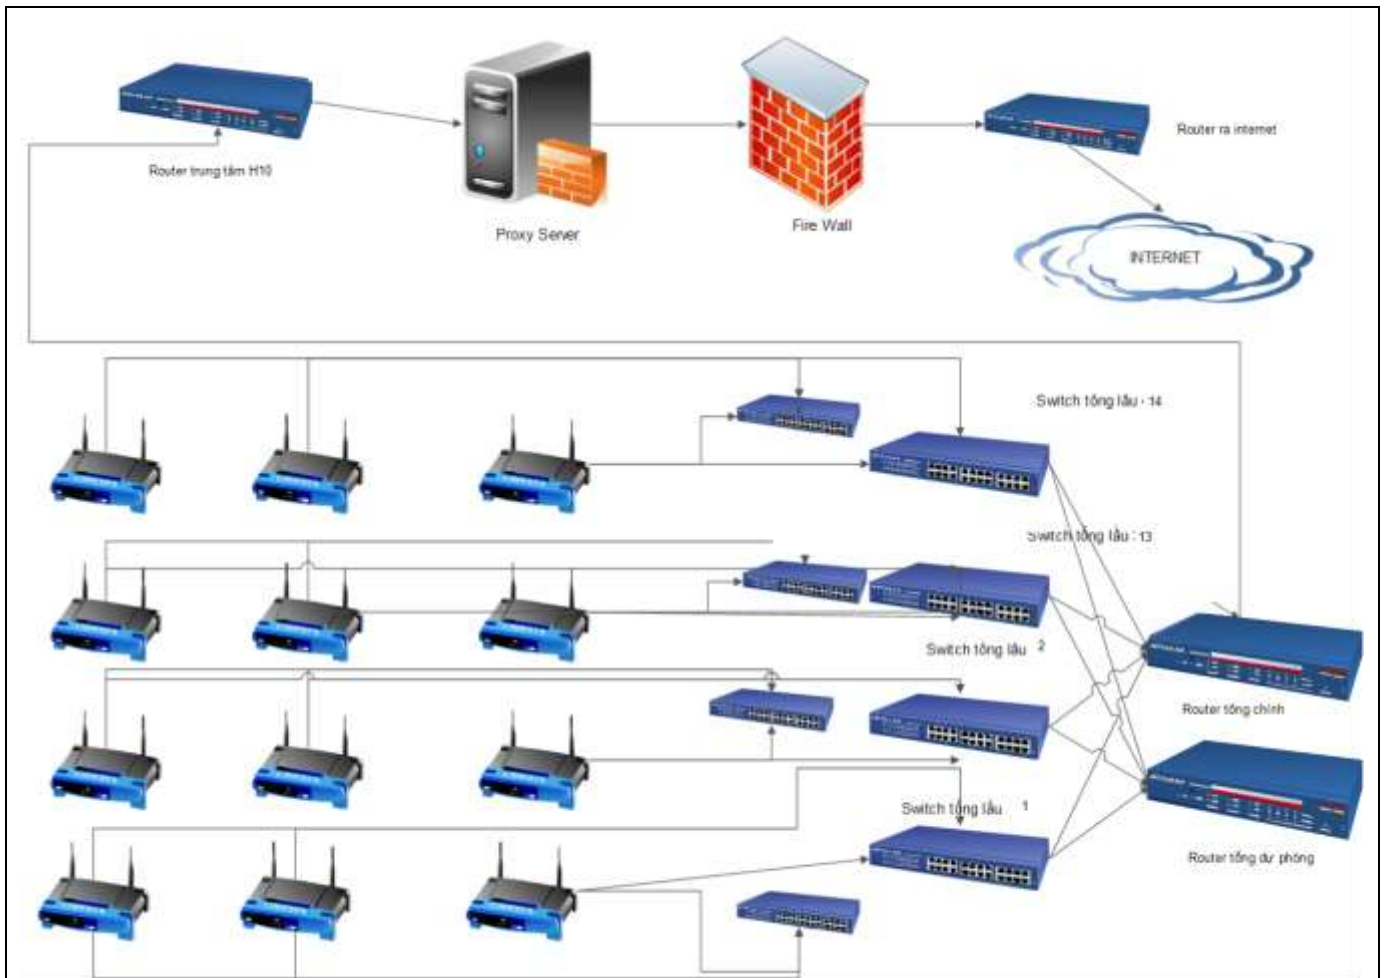 Router trung tâm H10
Proxy Server
Fire Wall
Router ra internet
INTERNET
Switch tổng lầu - 14
Switch tổng lầu : 13
Switch tổng lầu 2
Router tổng chính
Switch tổng lầu 1
Router tổng dự phòng